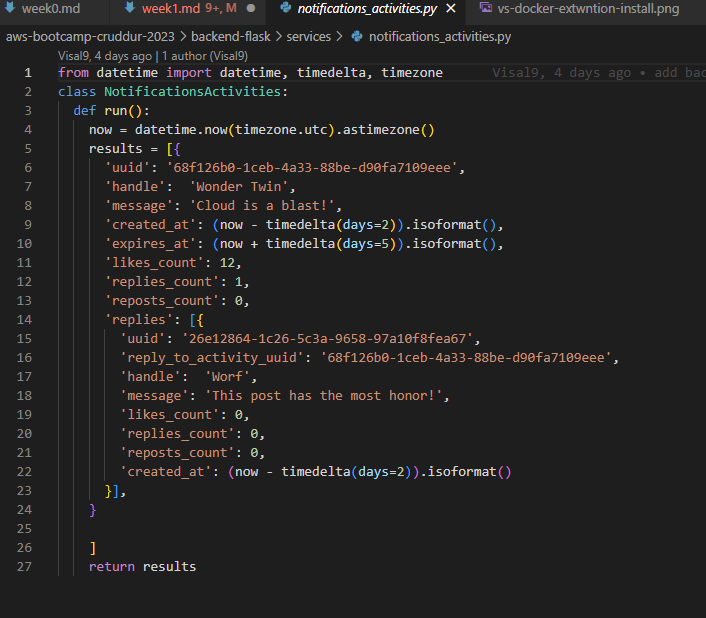 week0.md week1.md 9+, M notifications_activities.py vs-docker-extwntion-install.png
aws-bootcamp-cruddur-2023 > backend-flask > services > notifications_activities.py
Visal9, 4 days ago | 1 author (Visal9)
1 from datetime import datetime, timedelta, timezone Visal9, 4 days ago • add bac
2 class NotificationsActivities:
3 def run():
4 now = datetime.now(timezone.utc).astimezone()
5 results = [{
6 'uuid': '68f126b0-1ceb-4a33-88be-d90fa7109eee',
7 'handle':  'Wonder Twin',
8 'message': 'Cloud is a blast!',
9 'created_at': (now - timedelta(days=2)).isoformat(),
10 'expires_at': (now + timedelta(days=5)).isoformat(),
11 'likes_count': 12,
12 'replies_count': 1,
13 'reposts_count': 0,
14 'replies': [{
15 'uuid': '26e12864-1c26-5c3a-9658-97a10f8fea67',
16 'reply_to_activity_uuid': '68f126b0-1ceb-4a33-88be-d90fa7109eee',
17 'handle':  'Worf',
18 'message': 'This post has the most honor!',
19 'likes_count': 0,
20 'replies_count': 0,
21 'reposts_count': 0,
22 'created_at': (now - timedelta(days=2)).isoformat()
23 }],
24 }
25
26 ]
27 return results